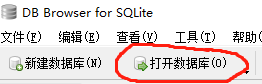 DB Browser for SQLite
文件(F) 编辑(E) 查看(V) 工具(T) 帮助
新建数据库(N) 打开数据库(O)